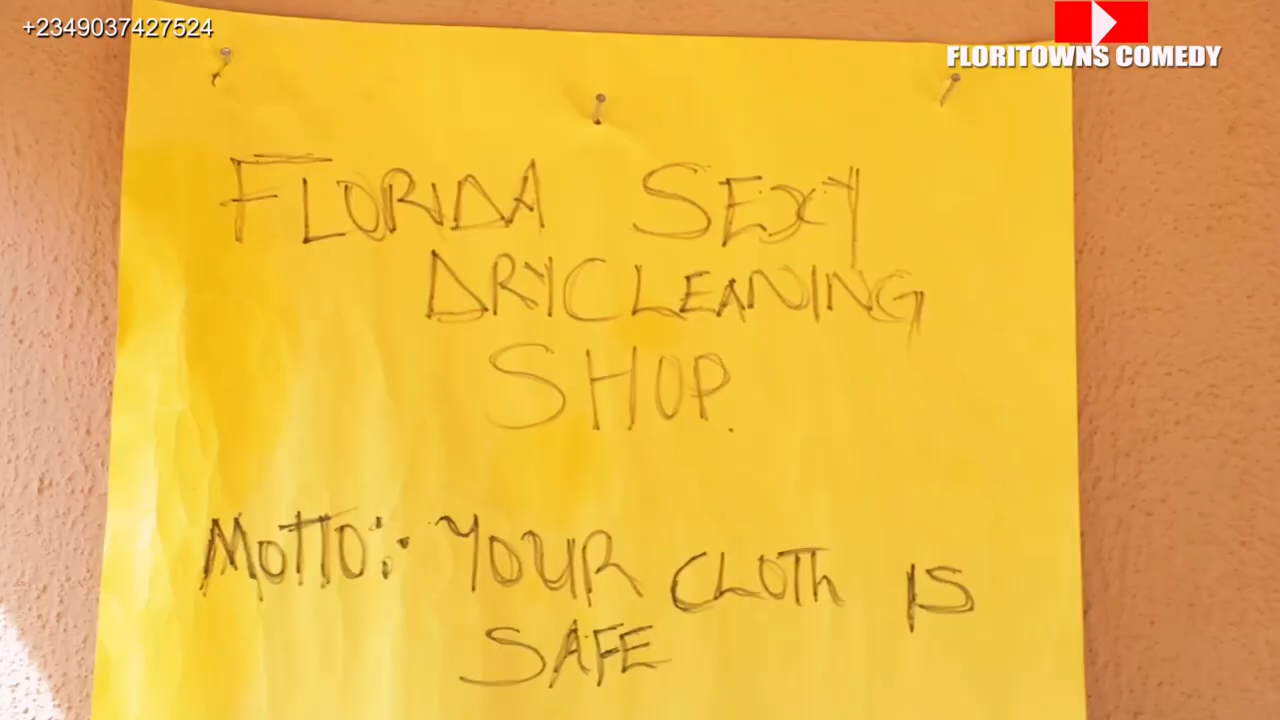 +2349037427524
FLORITOWNS COMEDY
FLORIDA SEXY
DRYCLEANING
SHOP.
MOTTO:- YOUR CLOTH IS
SAFE